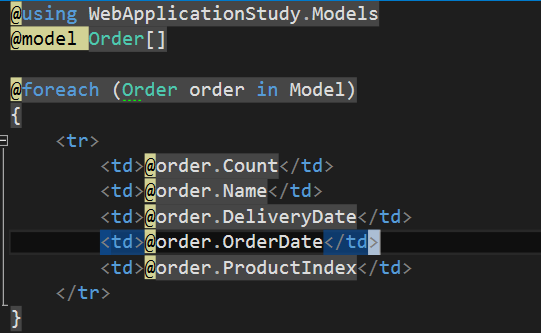 @using WebApplicationStudy.Models
@model Order[]
@foreach (Order order in Model)
{
<tr>
<td>@order.Count</td>
<td>@order.Name</td>
<td>@order.DeliveryDate</td>
<td>@order.OrderDate</td>
<td>@order.ProductIndex</td>
</tr>
}